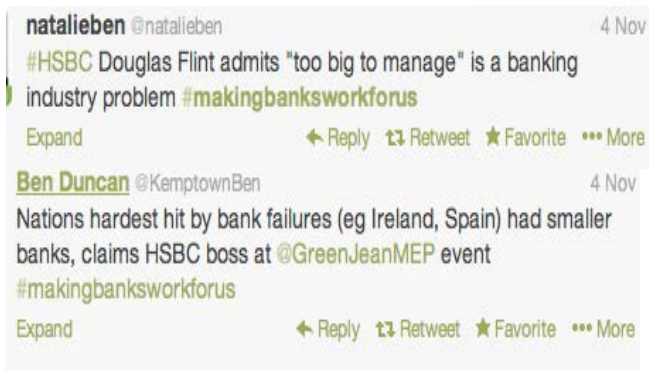 natalieben @natalieben 4 Nov
#HSBC Douglas Flint admits "too big to manage" is a banking
industry problem #makingbanksworkforus
Expand Reply Retweet Favorite More
Ben Duncan @KemptownBen 4 Nov
Nations hardest hit by bank failures (eg Ireland, Spain) had smaller
banks, claims HSBC boss at @GreenJeanMEP event
#makingbanksworkforus
Expand Reply Retweet Favorite More